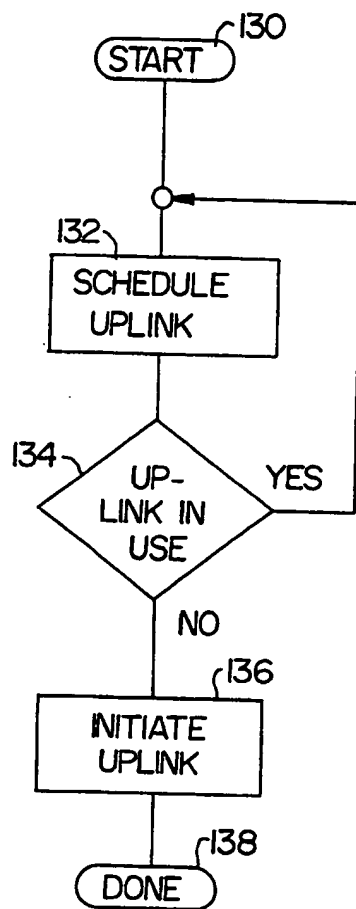 130
START
132
SCHEDULE
UPLINK
134
UP-
LINK IN
USE
YES
NO
136
INITIATE
UPLINK
138
DONE